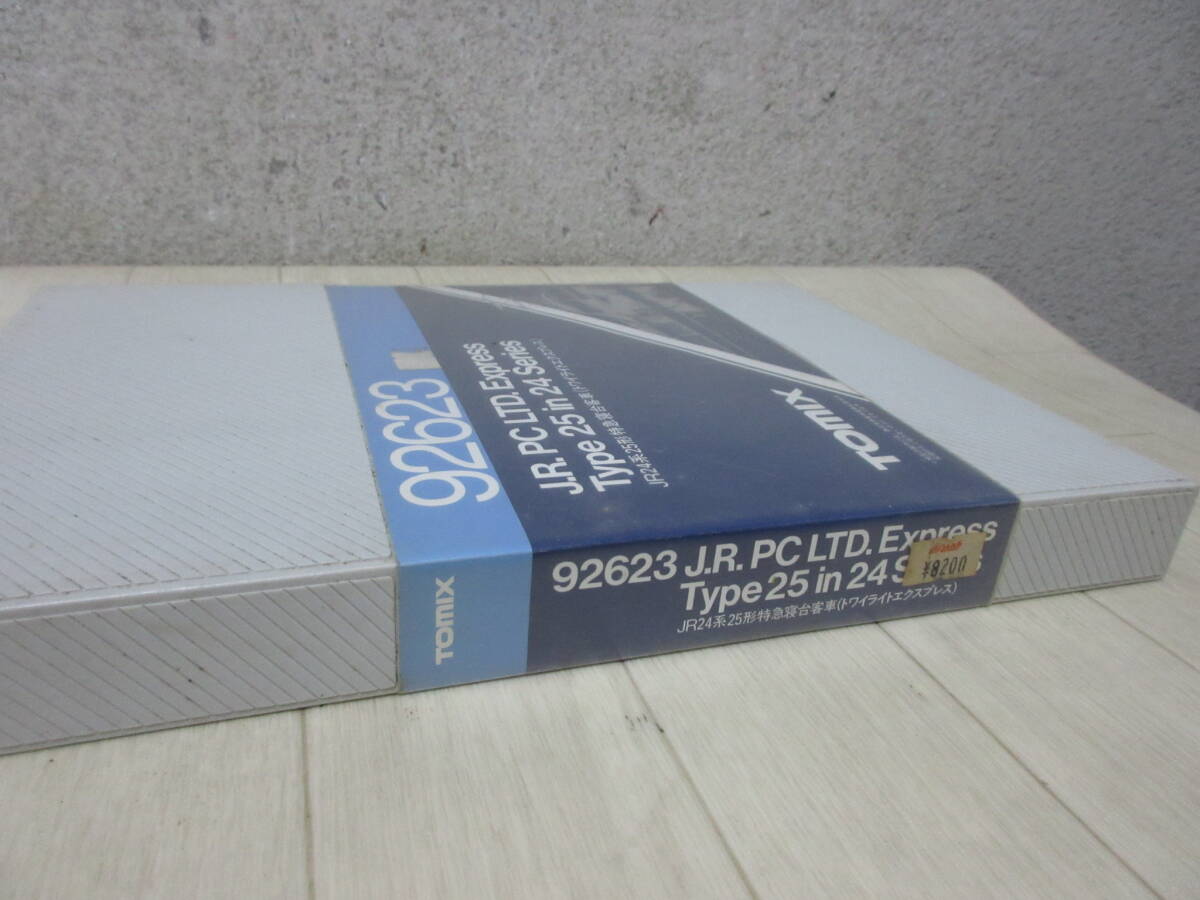 92623
J.R. PC LTD. Express
Type 25 in 24 Series
JR24系25形特急寝台客車(トワイライトエクスプレス)
TOMIX
TOMIX
92623 J.R. PC LTD. Express
Type 25 in 24 S
¥8200
JR24系25形特急寝台客車(トワイライトエクスプレス)